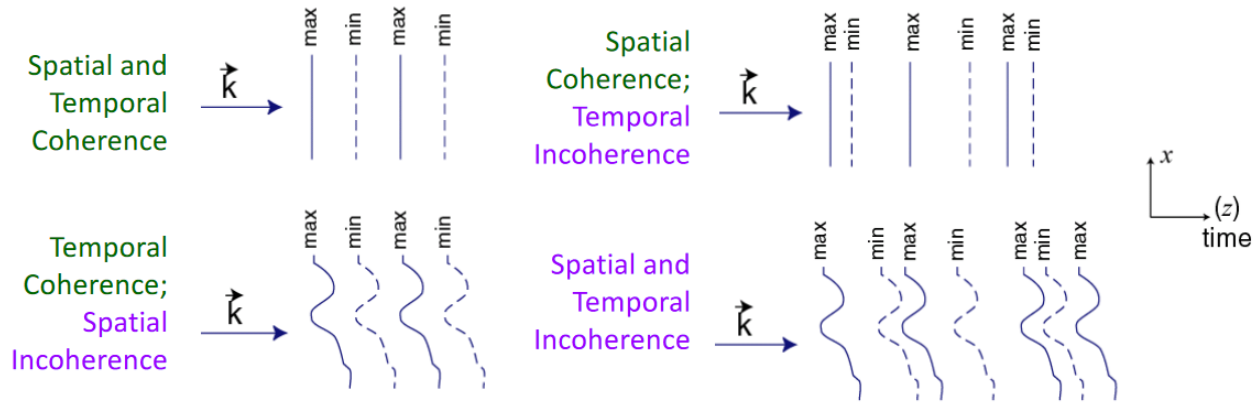 max min max min
Spatial and
Temporal
Coherence
k
max min max min max min
Spatial
Coherence;
Temporal
Incoherence
k
x
(z)
time
max min max min
Temporal
Coherence;
Spatial
Incoherence
k
max min max min max min max
Spatial and
Temporal
Incoherence
k